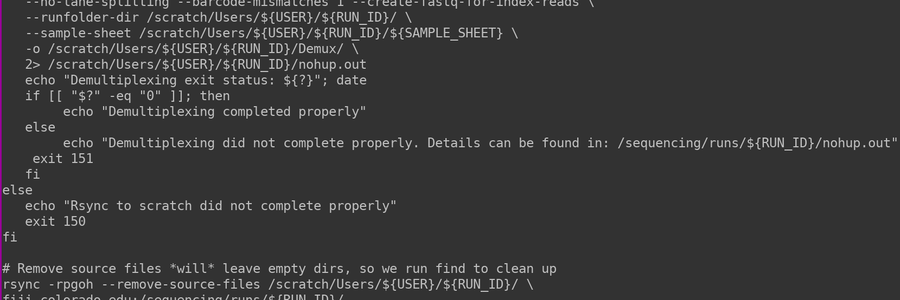 --no-lane-splitting --barcode-mismatches 1 --create-fastq-for-index-reads \
--runfolder-dir /scratch/Users/${USER}/${RUN_ID}/ \
--sample-sheet /scratch/Users/${USER}/${RUN_ID}/${SAMPLE_SHEET} \
-o /scratch/Users/${USER}/${RUN_ID}/Demux/ \
2> /scratch/Users/${USER}/${RUN_ID}/nohup.out
echo "Demultiplexing exit status: ${?}"; date
if [[ "$?" -eq "0" ]]; then
echo "Demultiplexing completed properly"
else
echo "Demultiplexing did not complete properly. Details can be found in: /sequencing/runs/${RUN_ID}/nohup.out"
exit 151
fi
else
echo "Rsync to scratch did not complete properly"
exit 150
fi
# Remove source files *will* leave empty dirs, so we run find to clean up
rsync -rpgoh --remove-source-files /scratch/Users/${USER}/${RUN_ID}/ \
fiji.colorado.edu:/sequencing/runs/${RUN_ID}/